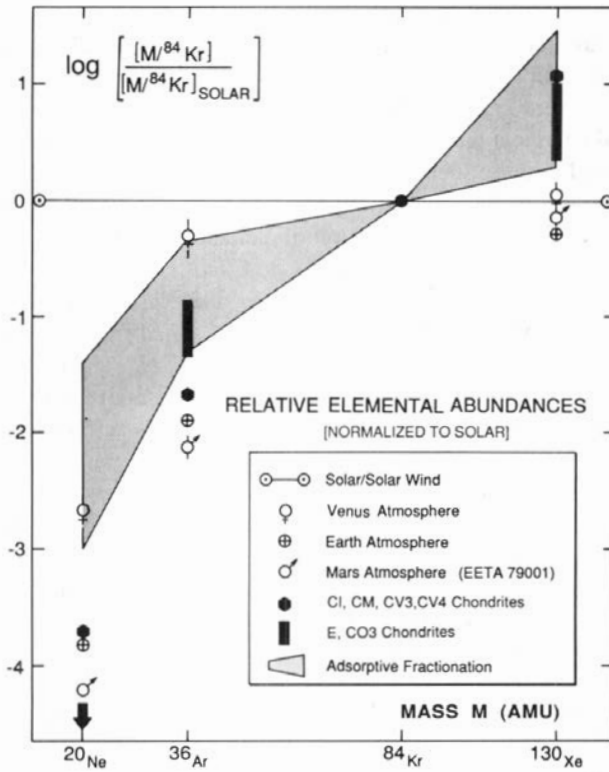 log [ [M/⁸⁴Kr] / [M/⁸⁴Kr]SOLAR ]
1
0
-1
-2
-3
-4
RELATIVE ELEMENTAL ABUNDANCES
[NORMALIZED TO SOLAR]
Solar/Solar Wind
Venus Atmosphere
Earth Atmosphere
Mars Atmosphere (EETA 79001)
CI, CM, CV3,CV4 Chondrites
E, CO3 Chondrites
Adsorptive Fractionation
MASS M (AMU)
²⁰Ne ³⁶Ar ⁸⁴Kr ¹³⁰Xe